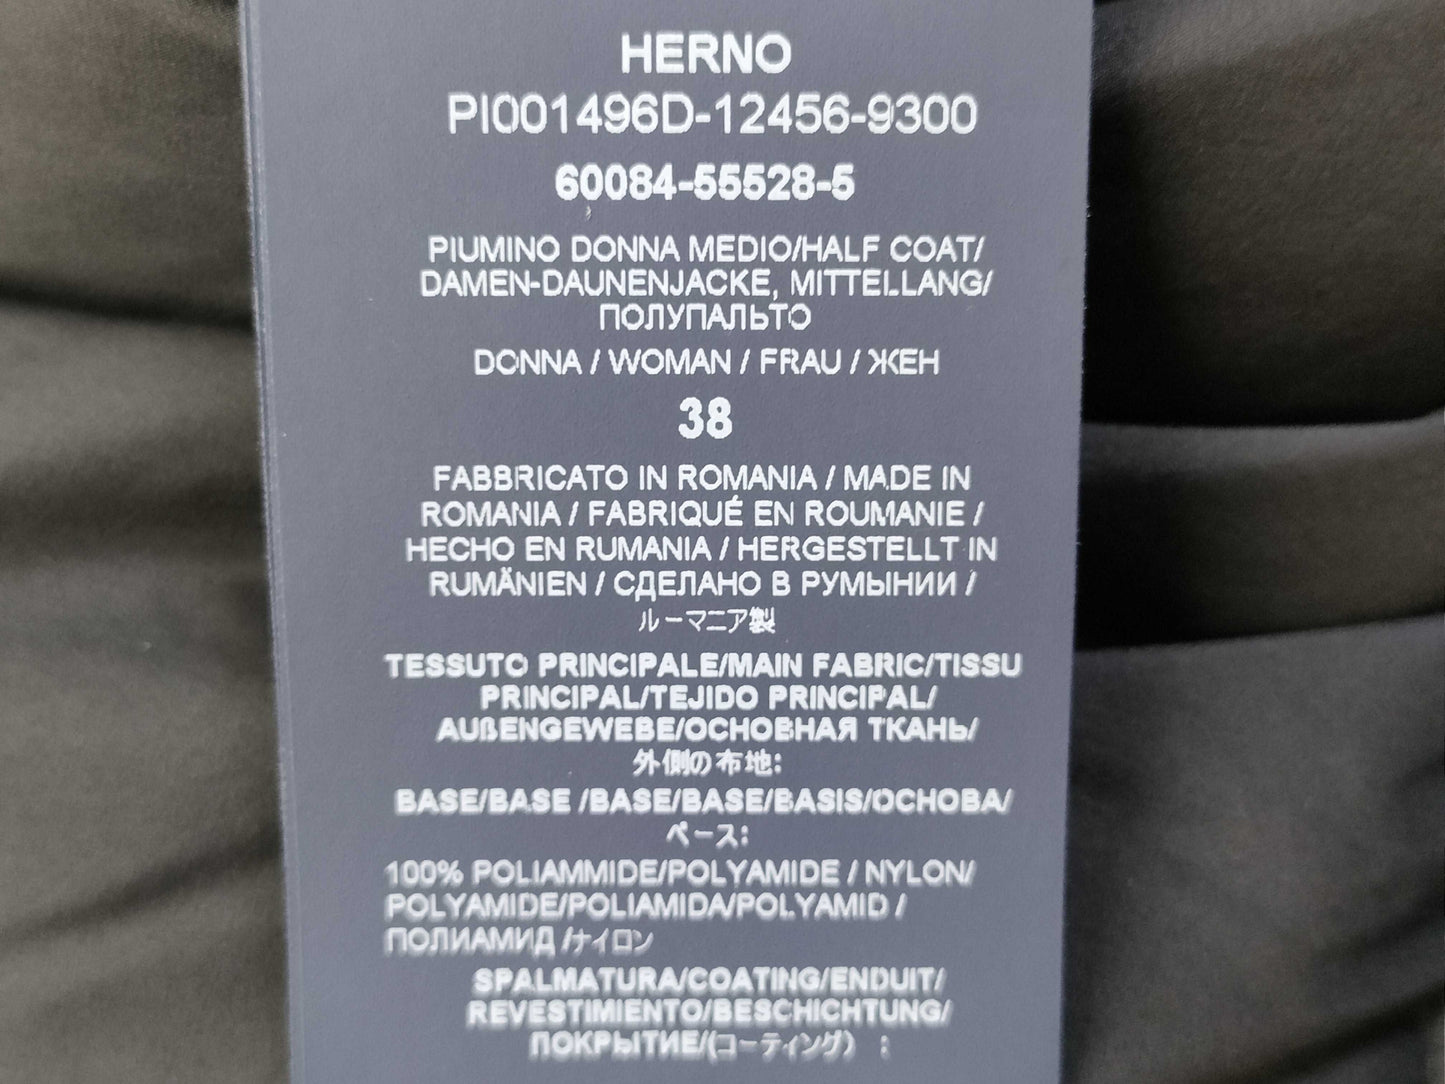 HERNO
PI001496D-12456-9300
60084-55528-5
PIUMINO DONNA MEDIO/HALF COAT/
DAMEN-DAUNENJACKE, MITTELLANG/
ПОЛУПАЛЬТО
DONNA / WOMAN / FRAU / ЖЕН
38
FABBRICATO IN ROMANIA / MADE IN
ROMANIA / FABRIQUÉ EN ROUMANIE /
HECHO EN RUMANIA / HERGESTELLT IN
RUMÄNIEN / СДЕЛАНО В РУМЫНИИ /
ルーマニア製
TESSUTO PRINCIPALE/MAIN FABRIC/TISSU
PRINCIPAL/TEJIDO PRINCIPAL/
AUßENGEWEBE/ОСНОВНАЯ ТКАНЬ/
外側の布地:
BASE/BASE /BASE/BASE/BASIS/ОСНОВА/
ベース:
100% POLIAMMIDE/POLYAMIDE / NYLON/
POLYAMIDE/POLIAMIDA/POLYAMID /
ПОЛИАМИД /ナイロン
SPALMATURA/COATING/ENDUIT/
REVESTIMIENTO/BESCHICHTUNG/
ПОКРЫТИЕ/(コーティング) :